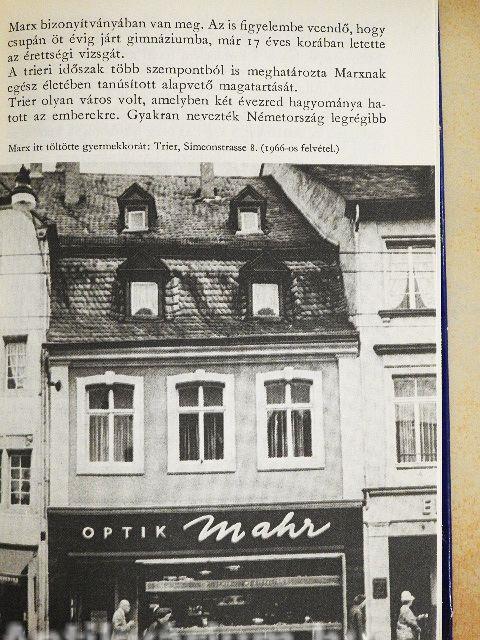 Marx bizonyítványában van meg. Az is figyelembe veendő, hogy
csupán öt évig járt gimnáziumba, már 17 éves korában letette
az érettségi vizsgát.
A trieri időszak több szempontból is meghatározta Marxnak
egész életében tanúsított alapvető magatartását.
Trier olyan város volt, amelyben két évezred hagyománya ha-
tott az emberekre. Gyakran nevezték Németország legrégibb
Marx itt töltötte gyermekkorát: Trier, Simeonstrasse 8. (1966-os felvétel.)
OPTIK Mahr